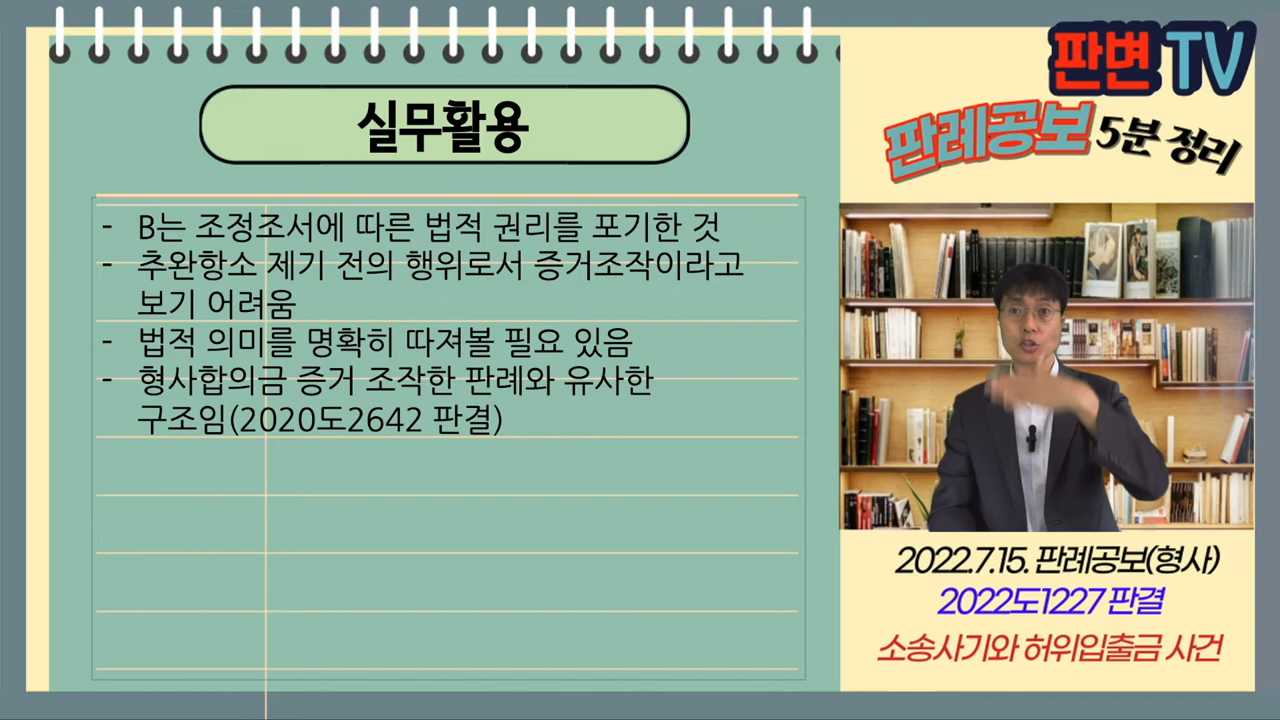 판변 TV
판례공보 5분 정리
실무활용
- B는 조정조서에 따른 법적 권리를 포기한 것
- 추완항소 제기 전의 행위로서 증거조작이라고
보기 어려움
- 법적 의미를 명확히 따져볼 필요 있음
- 형사합의금 증거 조작한 판례와 유사한
구조임(2020도2642 판결)
2022.7.15. 판례공보(형사)
2022도1227 판결
소송사기와 허위입출금 사건